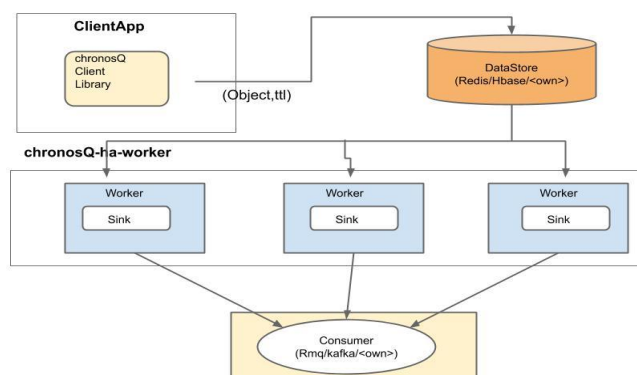 ClientApp
chronosQ
Client
Library
(Object,ttl)
DataStore
(Redis/Hbase/<own>)
chronosQ-ha-worker
Worker
Sink
Worker
Sink
Worker
Sink
Consumer
(Rmq/kafka/<own>)